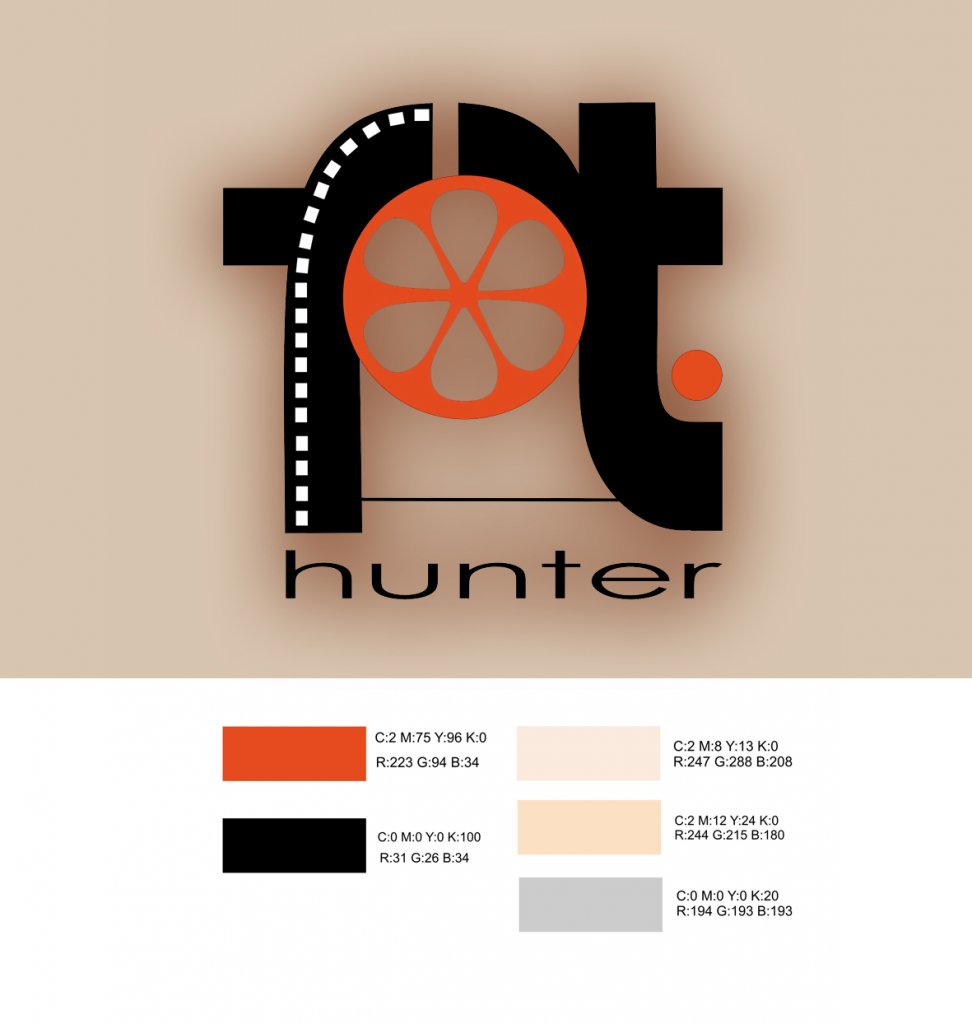 ft.
hunter
C:2 M:75 Y:96 K:0
R:223 G:94 B:34
C:0 M:0 Y:0 K:100
R:31 G:26 B:34
C:2 M:8 Y:13 K:0
R:247 G:288 B:208
C:2 M:12 Y:24 K:0
R:244 G:215 B:180
C:0 M:0 Y:0 K:20
R:194 G:193 B:193